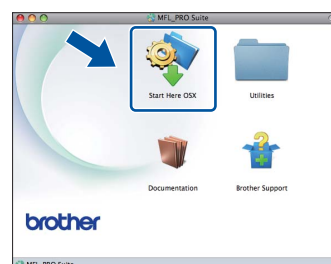 MFL_PRO Suite
Start Here OSX
Utilities
Documentation
Brother Support
brother
MFL_PRO Suite